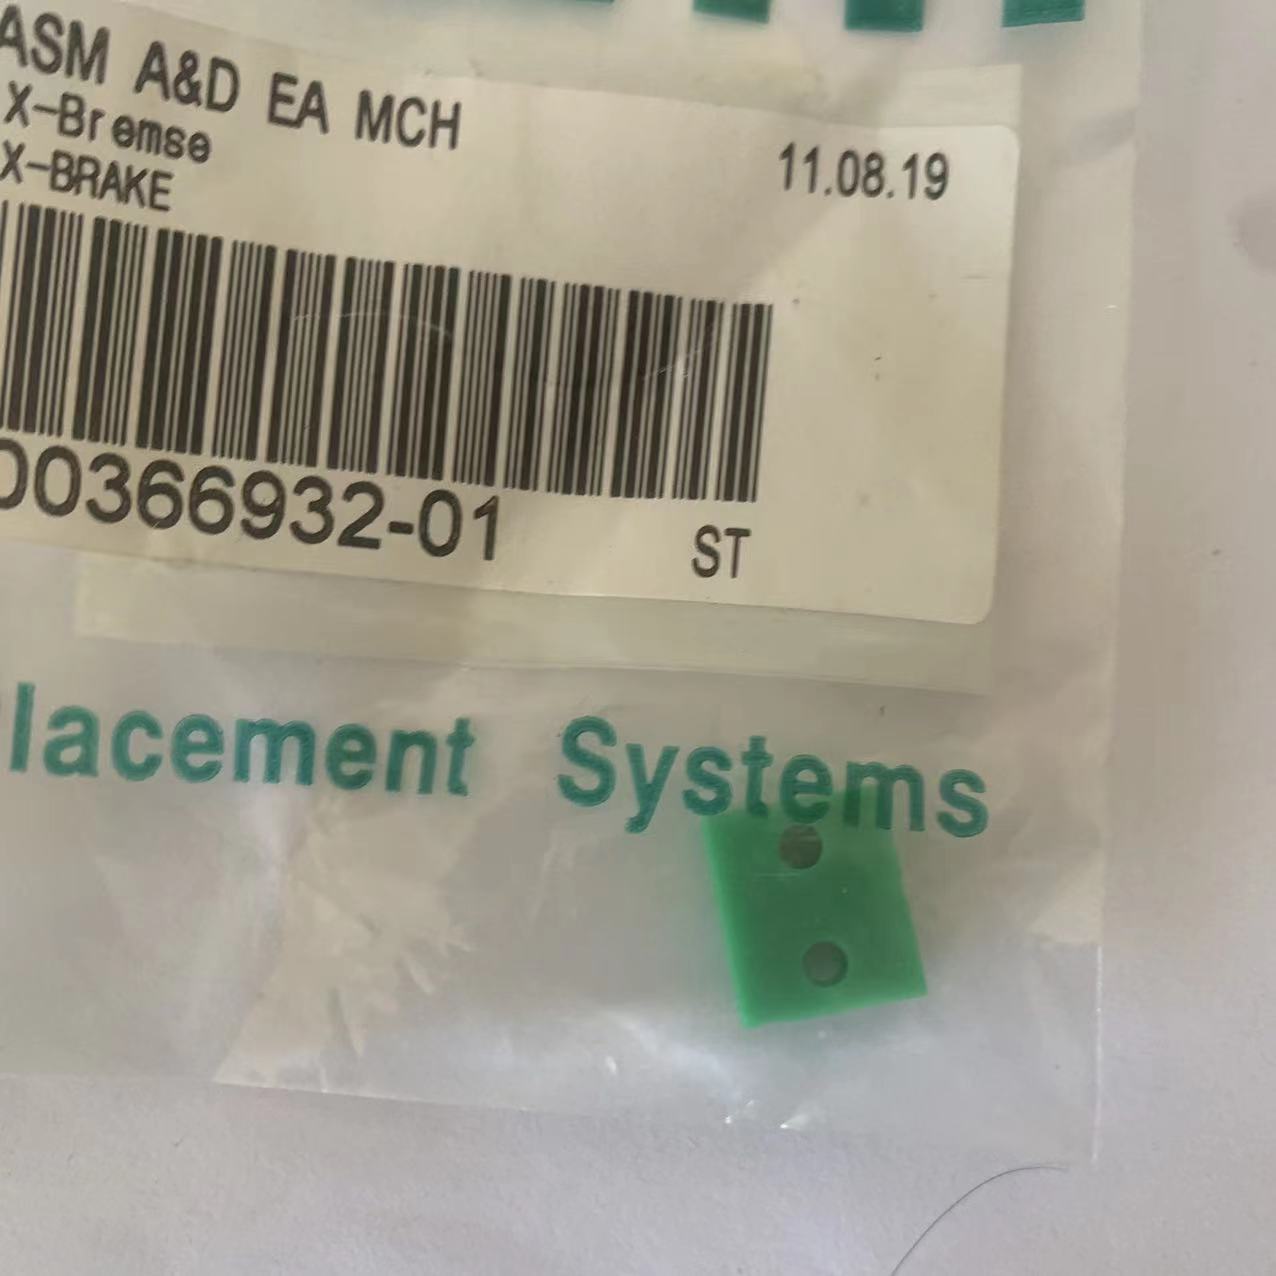 ASM A&D EA MCH
X-Bremse
X-BRAKE
11.08.19
00366932-01
ST
lacement Systems